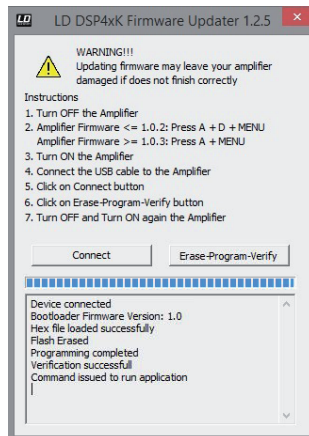 LD
LD DSP4xK Firmware Updater 1.2.5
WARNING!!!
Updating firmware may leave your amplifier
damaged if does not finish correctly
Instructions
1. Turn OFF the Amplifier
2. Amplifier Firmware <= 1.0.2: Press A + D + MENU
Amplifier Firmware >= 1.0.3: Press A + MENU
3. Turn ON the Amplifier
4. Connect the USB cable to the Amplifier
5. Click on Connect button
6. Click on Erase-Program-Verify button
7. Turn OFF and Turn ON again the Amplifier
Connect Erase-Program-Verify
Device connected
Bootloader Firmware Version: 1.0
Hex file loaded successfully
Flash Erased
Programming completed
Verification successfull
Command issued to run application